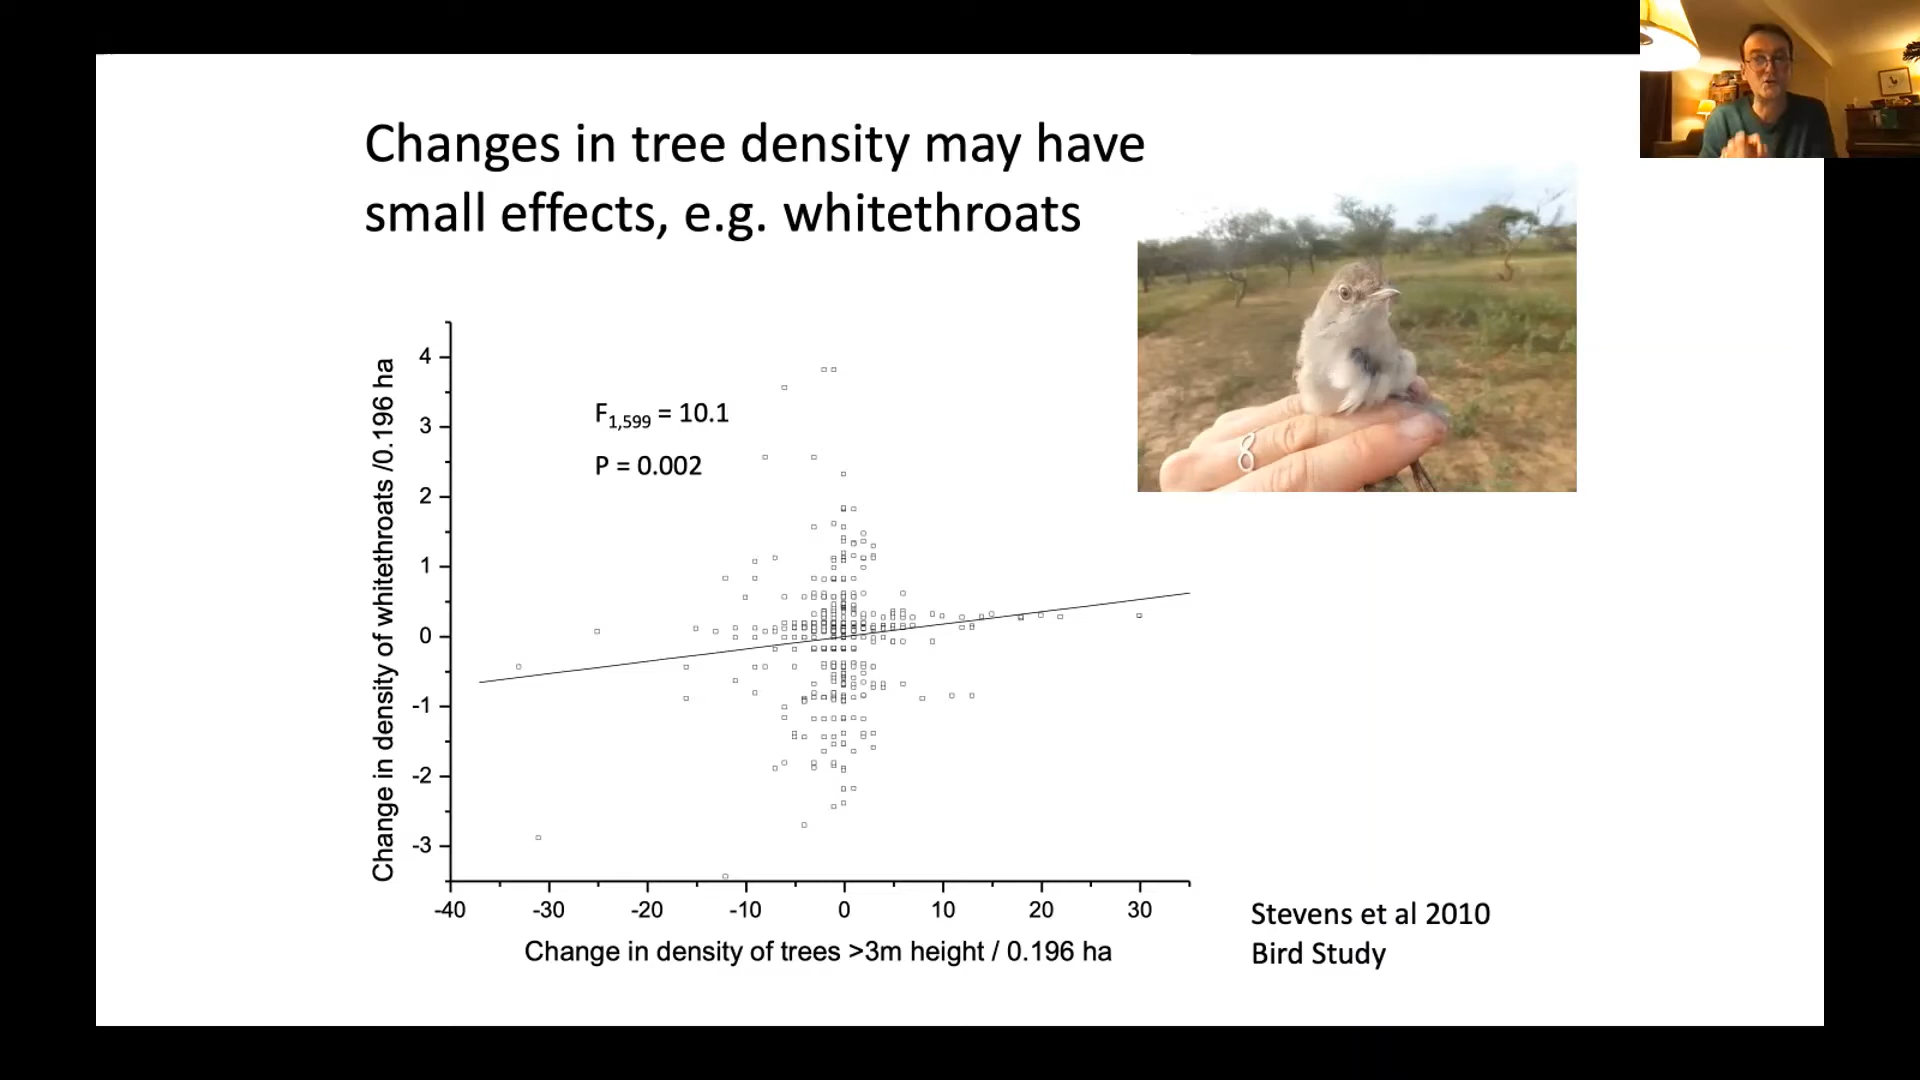 Changes in tree density may have
small effects, e.g. whitethroats
Change in density of whitethroats /0.196 ha
4
3
2
1
0
-1
-2
-3
F1,599 = 10.1
P = 0.002
-40 -30 -20 -10 0 10 20 30
Change in density of trees >3m height / 0.196 ha
Stevens et al 2010
Bird Study